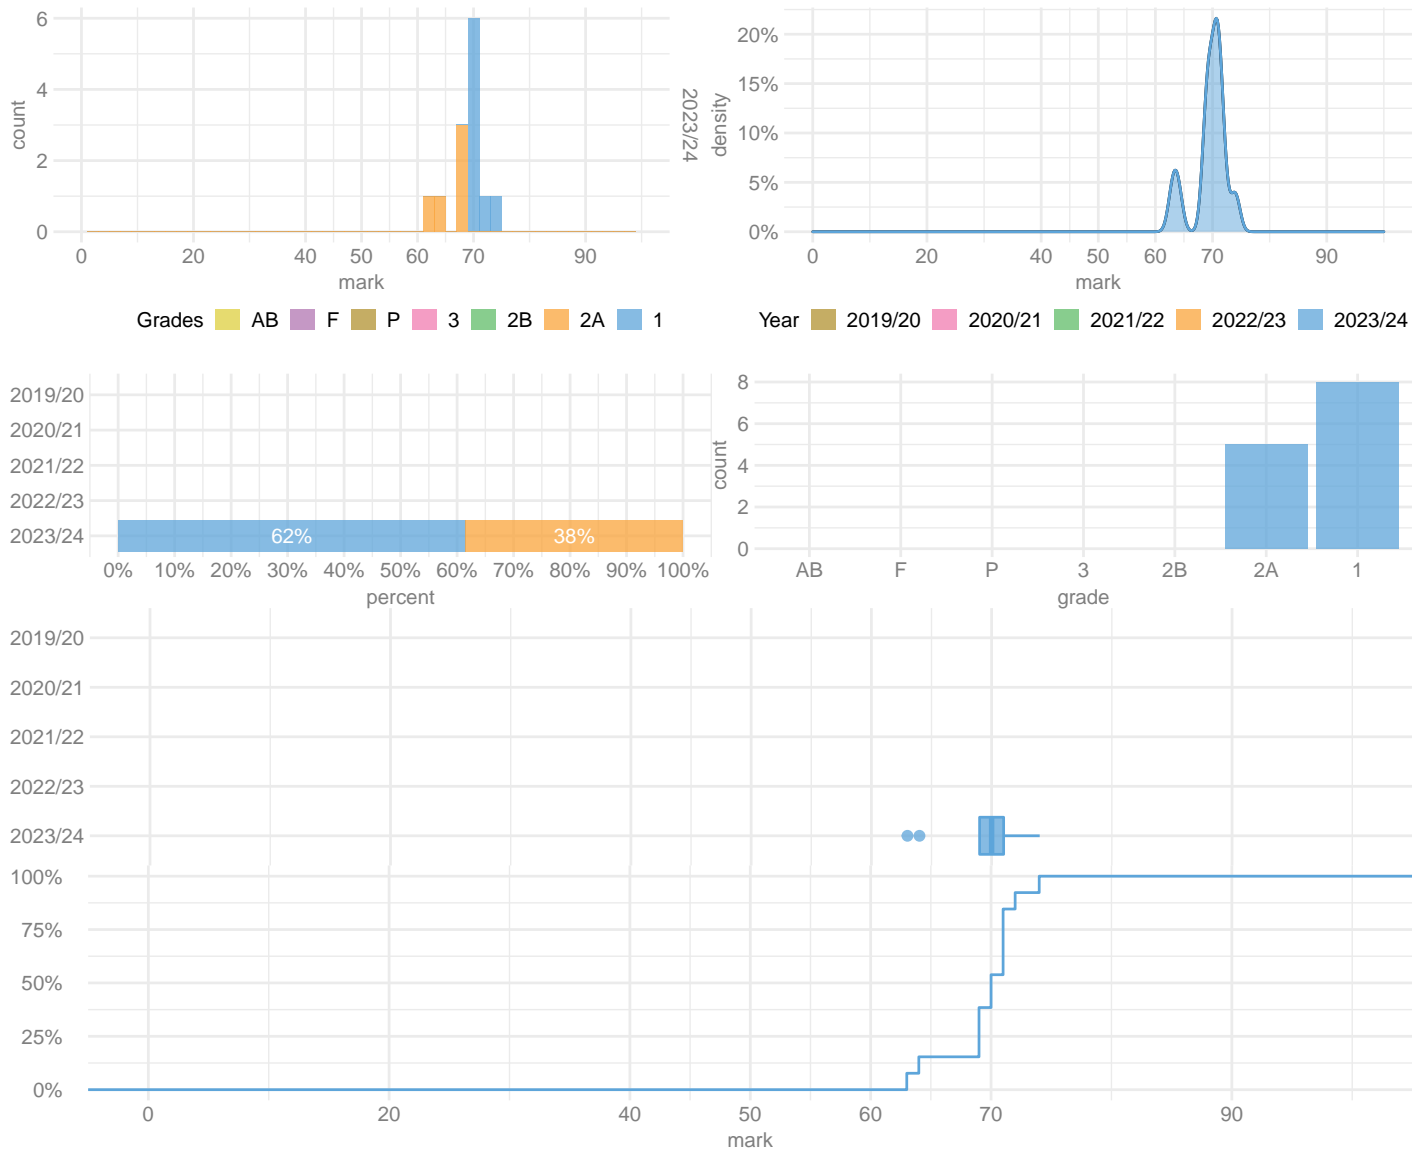 6
4
2
0
count
0 20 40 50 60 70 90
mark
2023/24
20%
15%
10%
5%
0%
density
0 20 40 50 60 70 90
mark
Grades AB F P 3 2B 2A 1
Year 2019/20 2020/21 2021/22 2022/23 2023/24
2019/20
2020/21
2021/22
2022/23
2023/24
62% 38%
0% 10% 20% 30% 40% 50% 60% 70% 80% 90% 100%
percent
8
6
4
2
0
count
AB F P 3 2B 2A 1
grade
2019/20
2020/21
2021/22
2022/23
2023/24
100%
75%
50%
25%
0%
0 20 40 50 60 70 90
mark